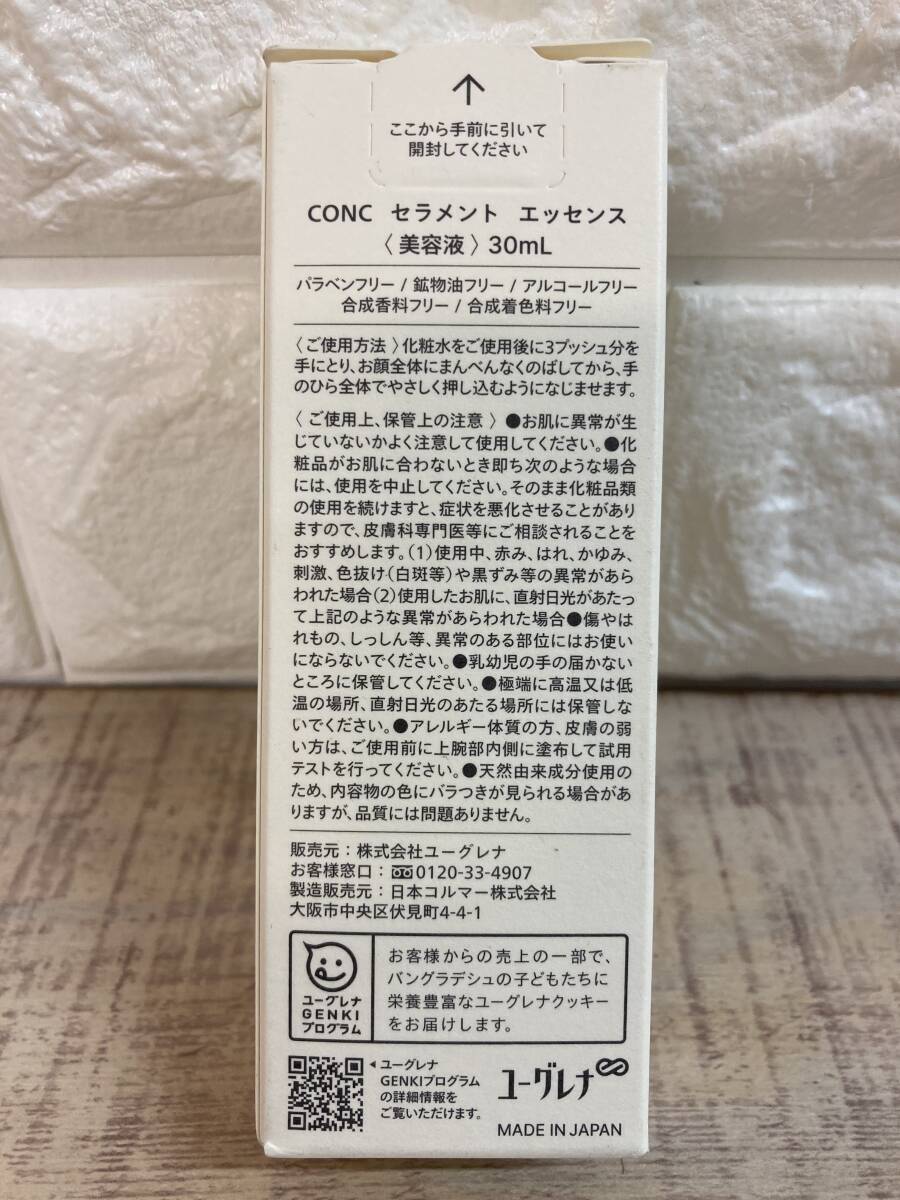 ↑
ここから手前に引いて
開封してください
CONC セラメント エッセンス
〈 美容液 〉 30mL
パラベンフリー / 鉱物油フリー / アルコールフリー
合成香料フリー / 合成着色料フリー
〈 ご使用方法 〉化粧水をご使用後に3プッシュ分を
手にとり、お顔全体にまんべんなくのばしてから、手
のひら全体でやさしく押し込むようになじませます。
〈 ご使用上、保管上の注意 〉●お肌に異常が生
じていないかよく注意して使用してください。●化
粧品がお肌に合わないとき即ち次のような場合
には、使用を中止してください。そのまま化粧品類
の使用を続けますと、症状を悪化させることがあり
ますので、皮膚科専門医等にご相談されることを
おすすめします。(1)使用中、赤み、はれ、かゆみ、
刺激、色抜け(白斑等)や黒ずみ等の異常があら
われた場合(2)使用したお肌に、直射日光があたっ
て上記のような異常があらわれた場合●傷やは
れもの、しっしん等、異常のある部位にはお使い
にならないでください。●乳幼児の手の届かない
ところに保管してください。●極端に高温又は低
温の場所、直射日光のあたる場所には保管しな
いでください。●アレルギー体質の方、皮膚の弱
い方は、ご使用前に上腕部内側に塗布して試用
テストを行ってください。●天然由来成分使用の
ため、内容物の色にバラつきが見られる場合があ
りますが、品質には問題ありません。
販売元：株式会社ユーグレナ
お客様窓口：0120-33-4907
製造販売元：日本コルマー株式会社
大阪市中央区伏見町4-4-1
ユーグレナ
GENKI
プログラム
お客様からの売上の一部で、
バングラデシュの子どもたちに
栄養豊富なユーグレナクッキー
をお届けします。
ユーグレナ
GENKIプログラム
の詳細情報を
ご覧いただけます。
ユーグレナ
MADE IN JAPAN